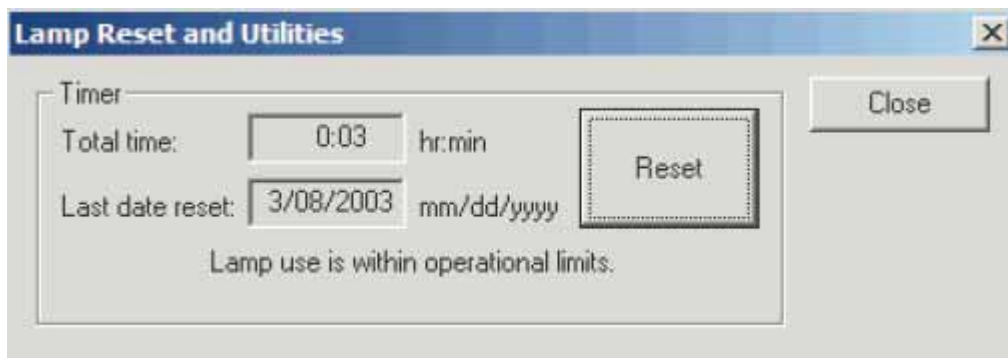 Lamp Reset and Utilities
Timer
Close
Total time: 0:03 hr:min
Reset
Last date reset: 3/08/2003 mm/dd/yyyy
Lamp use is within operational limits.